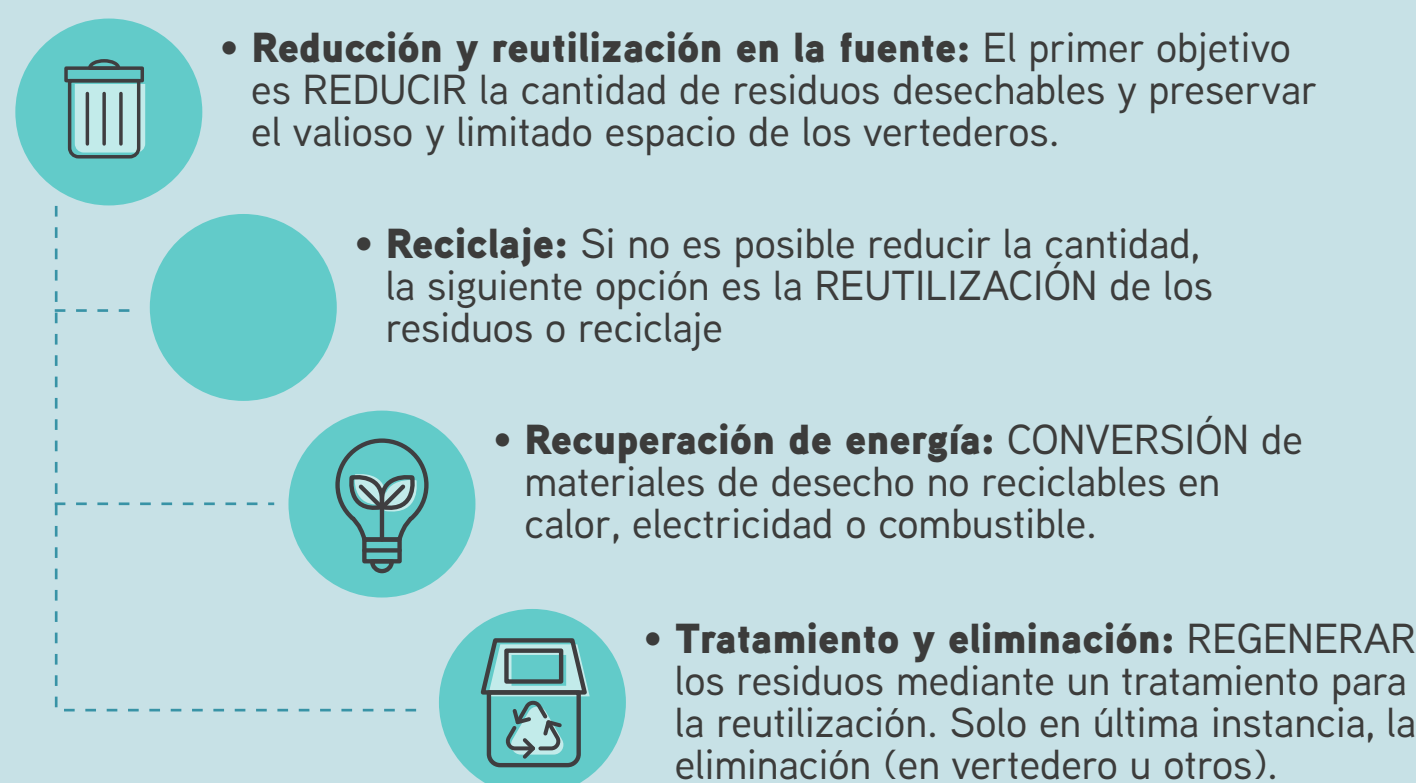 • Reducción y reutilización en la fuente: El primer objetivo
es REDUCIR la cantidad de residuos desechables y preservar
el valioso y limitado espacio de los vertederos.
• Reciclaje: Si no es posible reducir la cantidad,
la siguiente opción es la REUTILIZACIÓN de los
residuos o reciclaje
• Recuperación de energía: CONVERSIÓN de
materiales de desecho no reciclables en
calor, electricidad o combustible.
• Tratamiento y eliminación: REGENERAR
los residuos mediante un tratamiento para
la reutilización. Solo en última instancia, la
eliminación (en vertedero u otros).